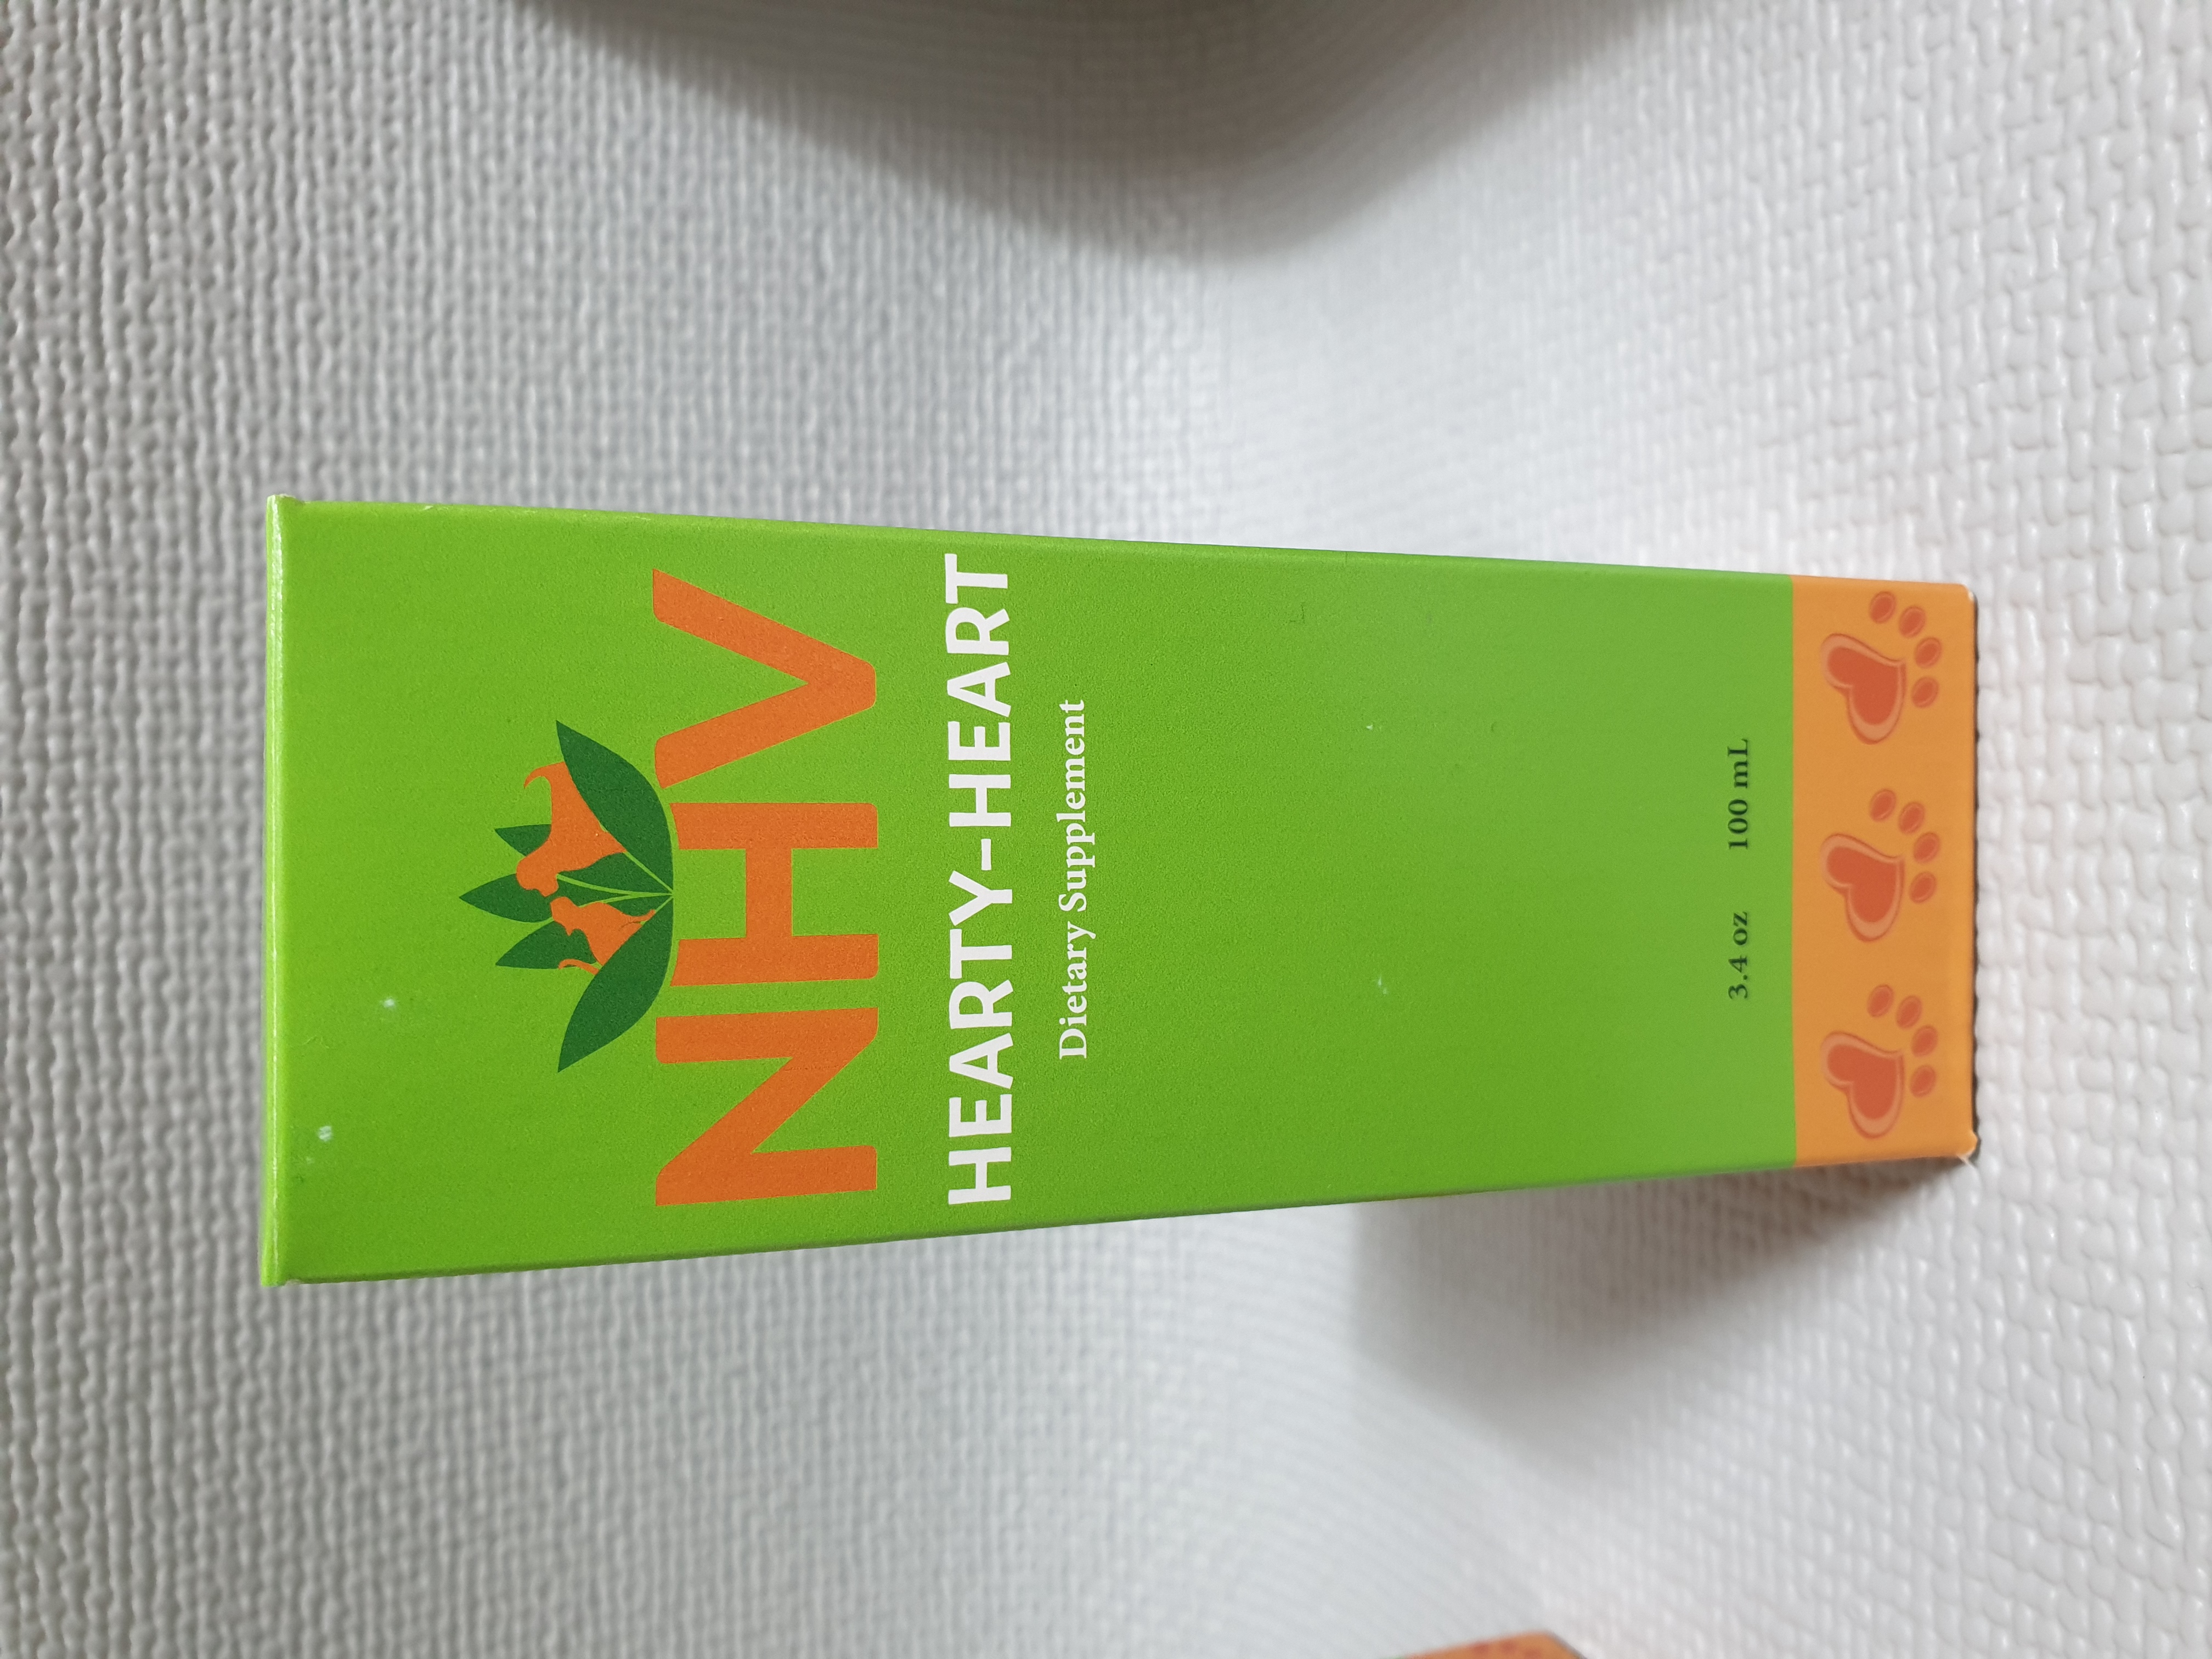 NHV
HEARTY-HEART
Dietary Supplement
3.4 oz 100 mL